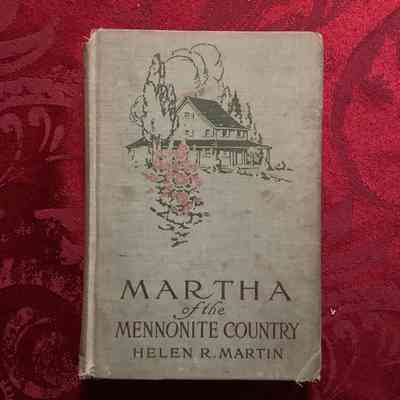 MARTHA
of the
MENNONITE COUNTRY
HELEN R. MARTIN